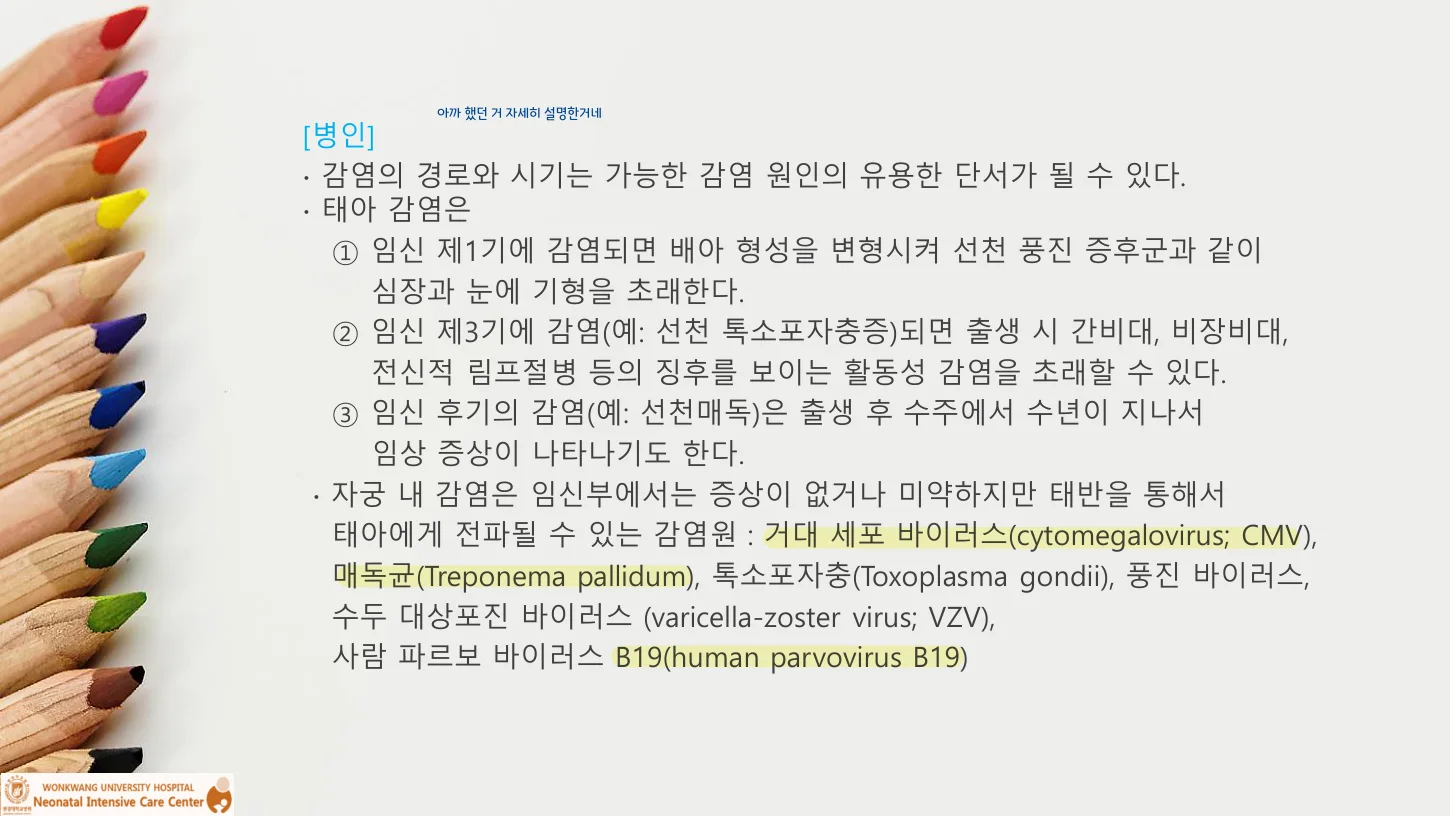 아까 했던 거 자세히 설명한거네
[병인]
· 감염의 경로와 시기는 가능한 감염 원인의 유용한 단서가 될 수 있다.
· 태아 감염은
① 임신 제1기에 감염되면 배아 형성을 변형시켜 선천 풍진 증후군과 같이
심장과 눈에 기형을 초래한다.
② 임신 제3기에 감염(예: 선천 톡소포자충증)되면 출생 시 간비대, 비장비대,
전신적 림프절병 등의 징후를 보이는 활동성 감염을 초래할 수 있다.
③ 임신 후기의 감염(예: 선천매독)은 출생 후 수주에서 수년이 지나서
임상 증상이 나타나기도 한다.
· 자궁 내 감염은 임신부에서는 증상이 없거나 미약하지만 태반을 통해서
태아에게 전파될 수 있는 감염원 : 거대 세포 바이러스(cytomegalovirus; CMV),
매독균(Treponema pallidum), 톡소포자충(Toxoplasma gondii), 풍진 바이러스,
수두 대상포진 바이러스 (varicella-zoster virus; VZV),
사람 파르보 바이러스 B19(human parvovirus B19)
WONKWANG UNIVERSITY HOSPITAL
Neonatal Intensive Care Center